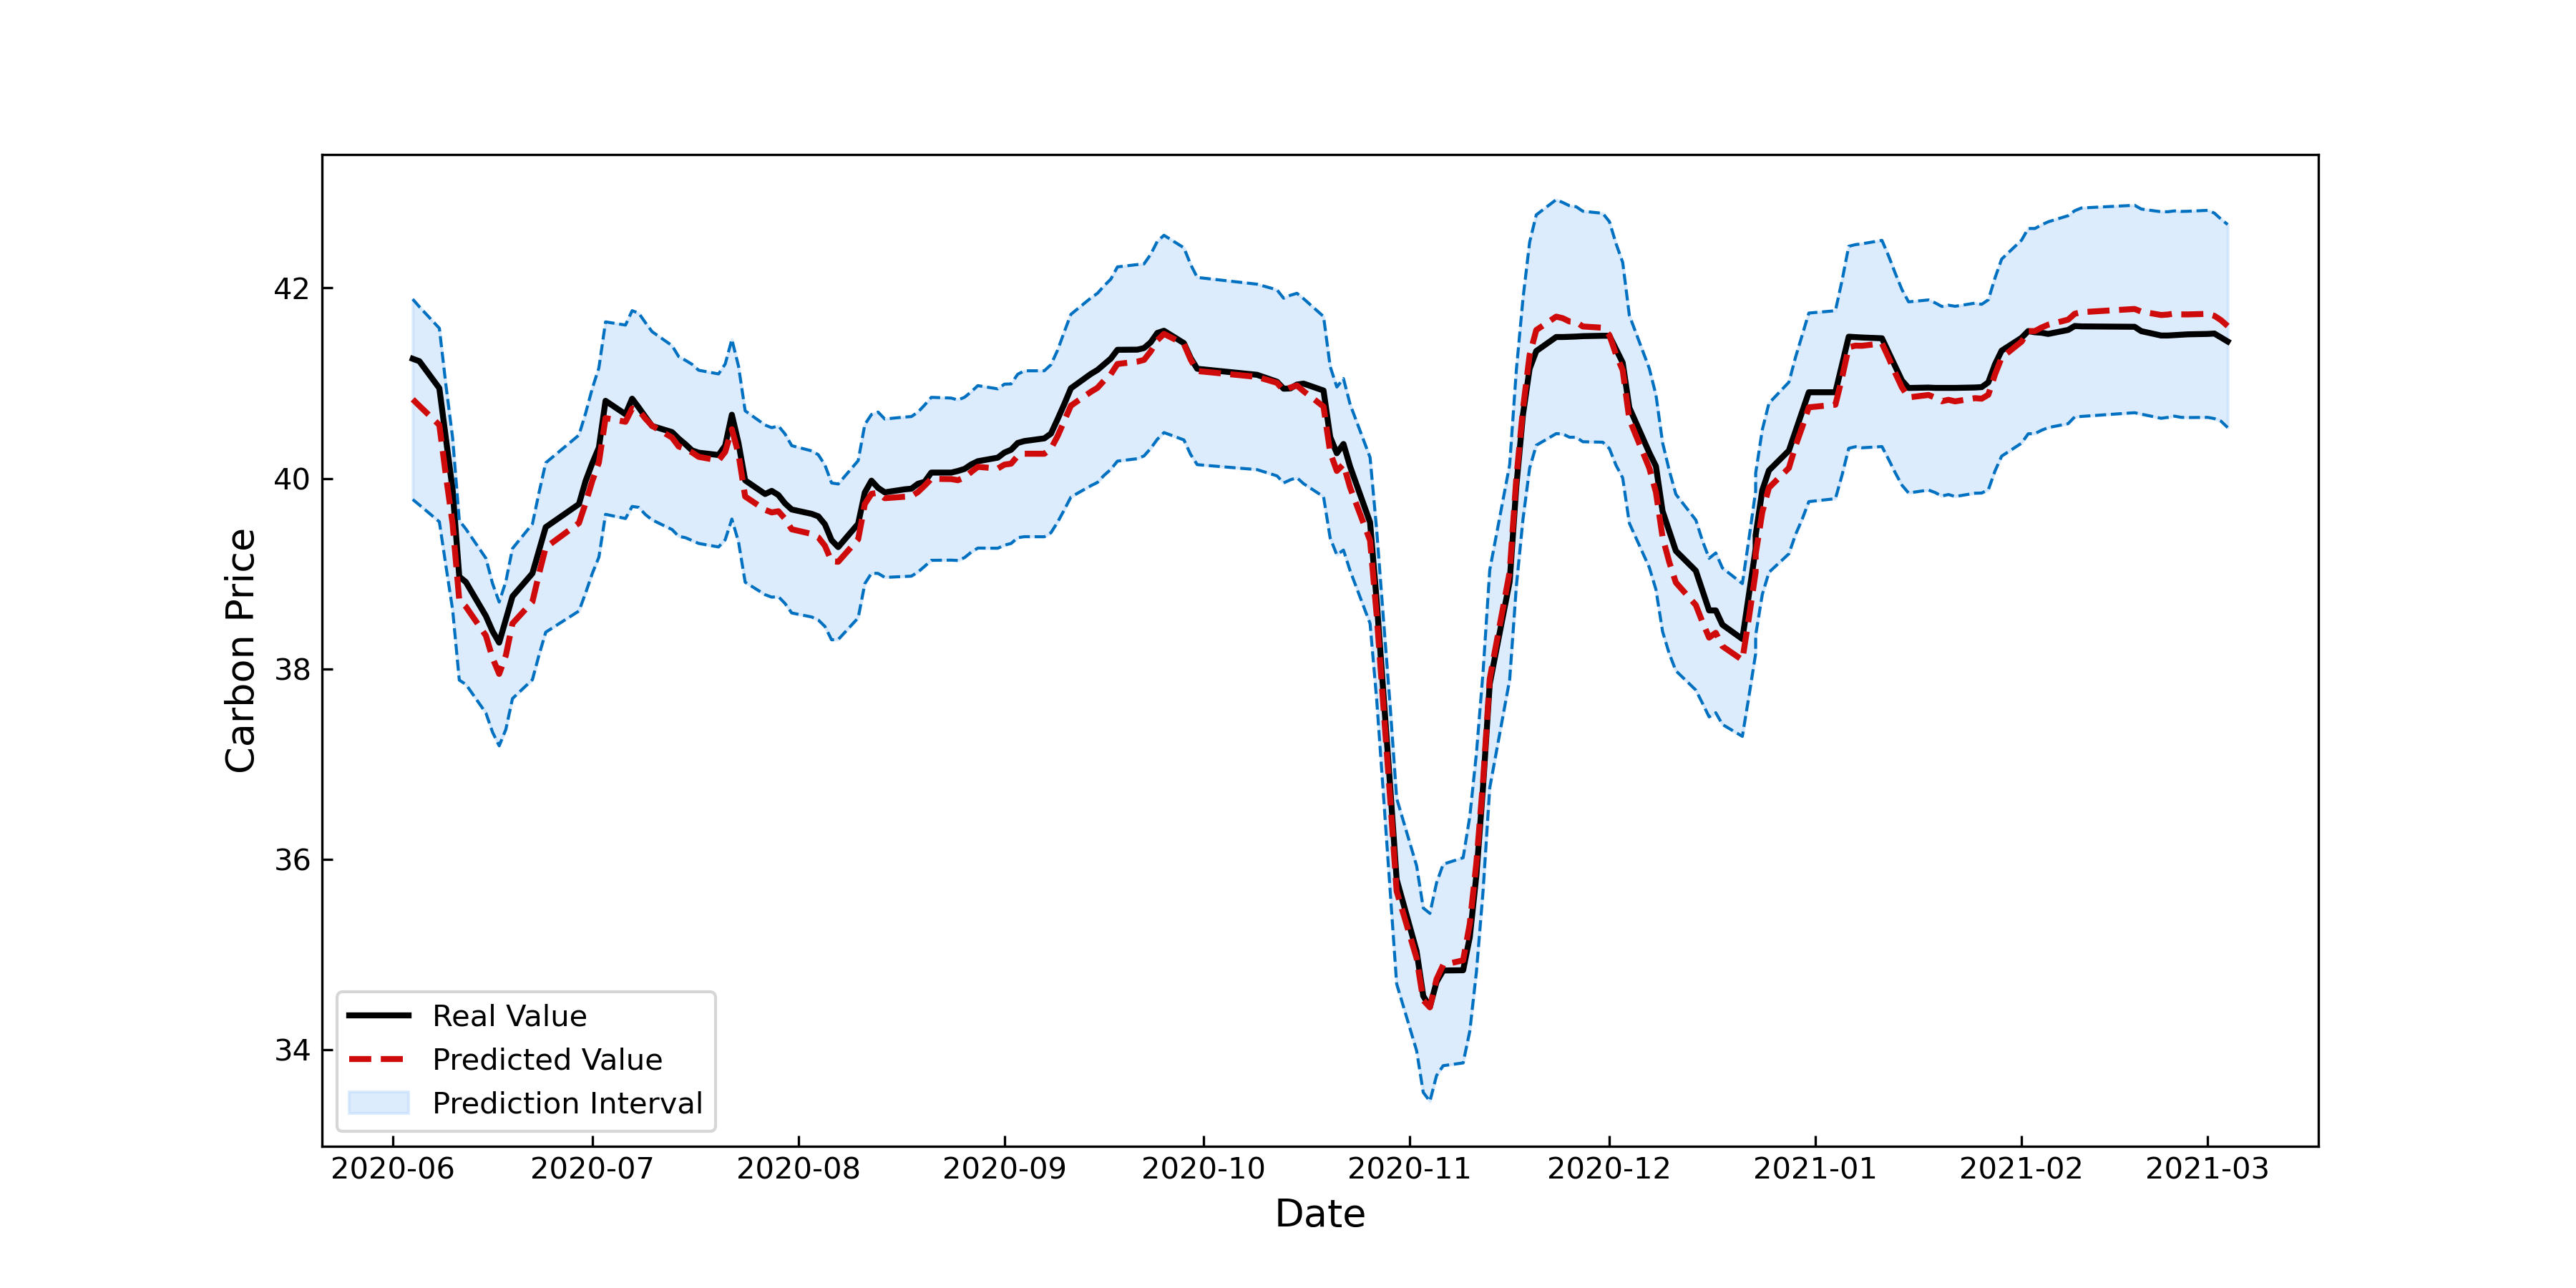 42
40
38
36
34
Carbon Price
Real Value
Predicted Value
Prediction Interval
2020-06 2020-07 2020-08 2020-09 2020-10 2020-11 2020-12 2021-01 2021-02 2021-03
Date